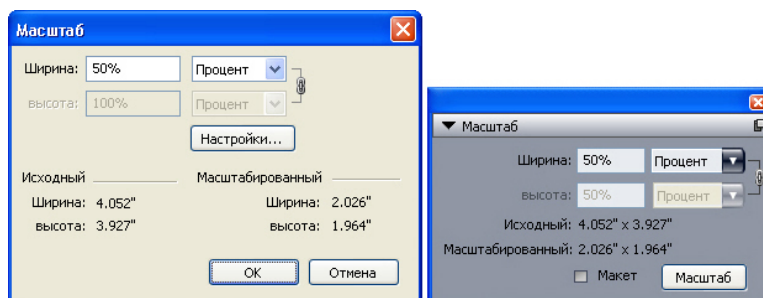 Масштаб
Ширина: 50% Процент
высота: 100% Процент
Настройки...
Исходный Масштабированный
Ширина: 4.052" Ширина: 2.026"
высота: 3.927" высота: 1.964"
OK Отмена
Масштаб
Ширина: 50% Процент
высота: 50% Процент
Исходный: 4.052" x 3.927"
Масштабированный: 2.026" x 1.964"
Макет Масштаб